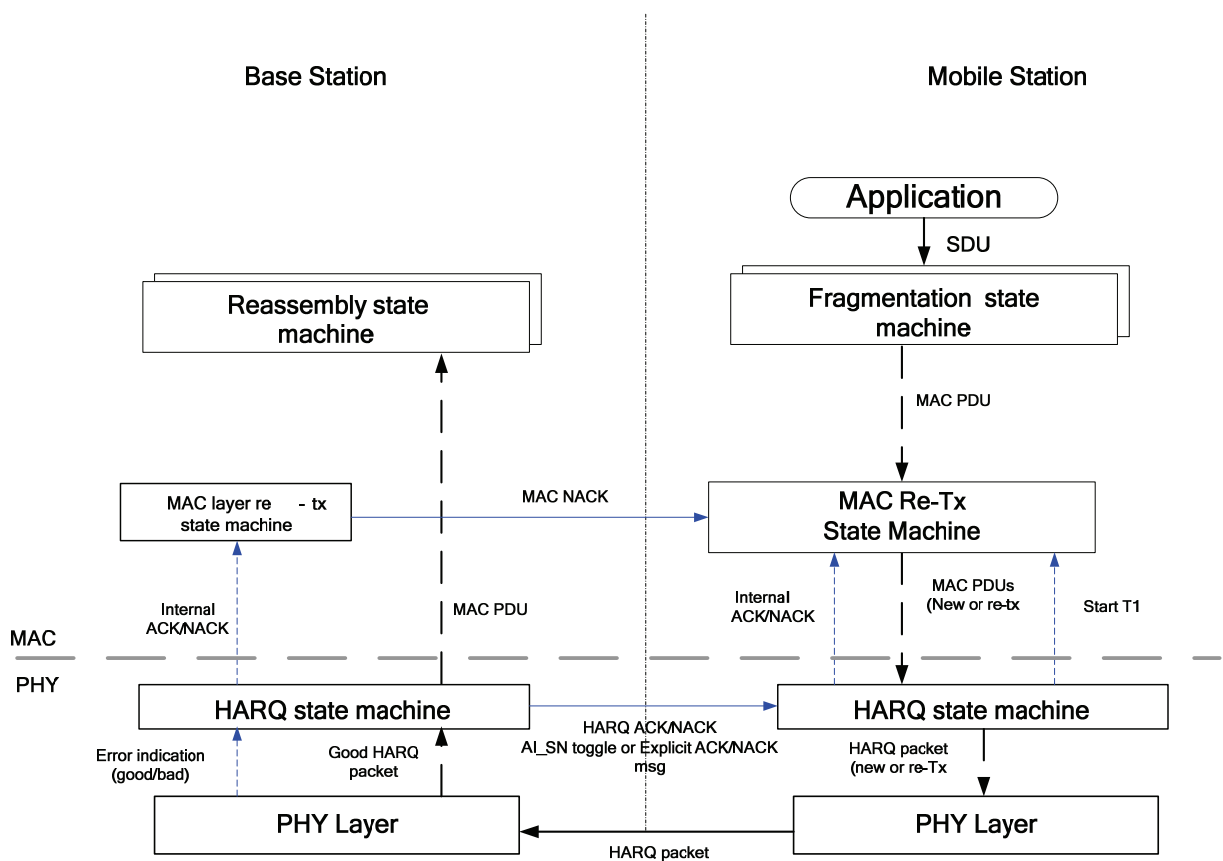 Base Station
Mobile Station
Application
SDU
Reassembly state
machine
Fragmentation state
machine
MAC PDU
MAC layer re - tx
state machine
MAC NACK
MAC Re-Tx
State Machine
Internal
ACK/NACK
MAC PDU
Internal
ACK/NACK
MAC PDUs
(New or re-tx
Start T1
MAC
PHY
HARQ state machine
HARQ ACK/NACK
AI_SN toggle or Explicit ACK/NACK
msg
HARQ state machine
Error indication
(good/bad)
Good HARQ
packet
HARQ packet
(new or re-Tx
PHY Layer
HARQ packet
PHY Layer